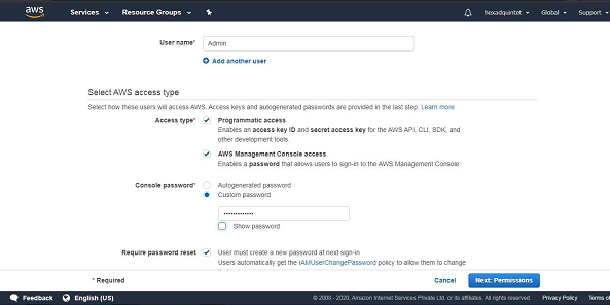 aws Services Resource Groups hexadquintet Global Support
User name* Admin
Add another user
Select AWS access type
Select how these users will access AWS. Access keys and autogenerated passwords are provided in the last step. Learn more
Access type* Programmatic access
Enables an access key ID and secret access key for the AWS API, CLI, SDK, and
other development tools.
AWS Management Console access
Enables a password that allows users to sign-in to the AWS Management Console.
Console password* Autogenerated password
Custom password
••••••••••••
Show password
Require password reset User must create a new password at next sign-in
Users automatically get the IAMUserChangePassword policy to allow them to change
* Required Cancel Next: Permissions
Feedback English (US) © 2008 - 2020, Amazon Internet Services Private Ltd. or its affiliates. All rights reserved. Privacy Policy Terms o